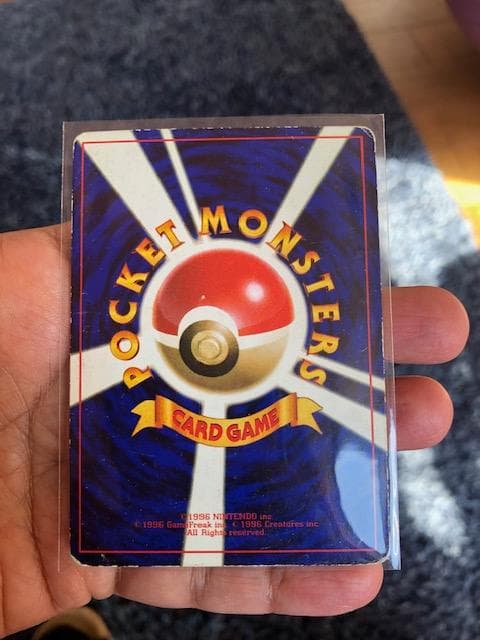 POCKET MONSTERS
CARD GAME
©1996 NINTENDO inc
© 1996 GameFreak inc © 1996 Creatures inc
All Rights reserved.